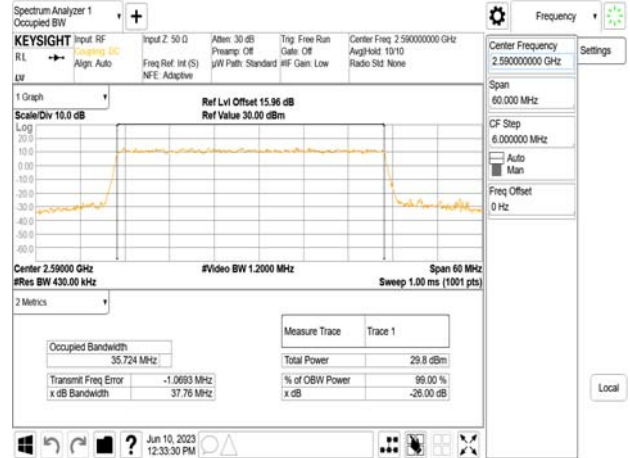 Spectrum Analyzer 1
Occupied BW
Frequency
KEYSIGHT
RL
Input: RF
Coupling: DC
Align: Auto
Input Z: 50 Ω
Freq Ref: Int (S)
NFE: Adaptive
Atten: 30 dB
Preamp: Off
µW Path: Standard
Trig: Free Run
Gate: Off
#IF Gain: Low
Center Freq: 2.590000000 GHz
Avg|Hold: 10/10
Radio Std: None
Center Frequency
2.590000000 GHz
Settings
Span
60.000 MHz
CF Step
6.000000 MHz
Auto
Man
Freq Offset
0 Hz
Local
1 Graph
Scale/Div 10.0 dB
Ref Lvl Offset 15.96 dB
Ref Value 30.00 dBm
Log
20.0
10.0
0.00
-10.0
-20.0
-30.0
-40.0
-50.0
-60.0
Center 2.59000 GHz
#Res BW 430.00 kHz
#Video BW 1.2000 MHz
Span 60 MHz
Sweep 1.00 ms (1001 pts)
2 Metrics
Measure Trace Trace 1
Occupied Bandwidth
35.724 MHz
Total Power 29.8 dBm
Transmit Freq Error -1.0693 MHz
% of OBW Power 99.00 %
x dB Bandwidth 37.76 MHz
x dB -26.00 dB
?
Jun 10, 2023
12:33:30 PM